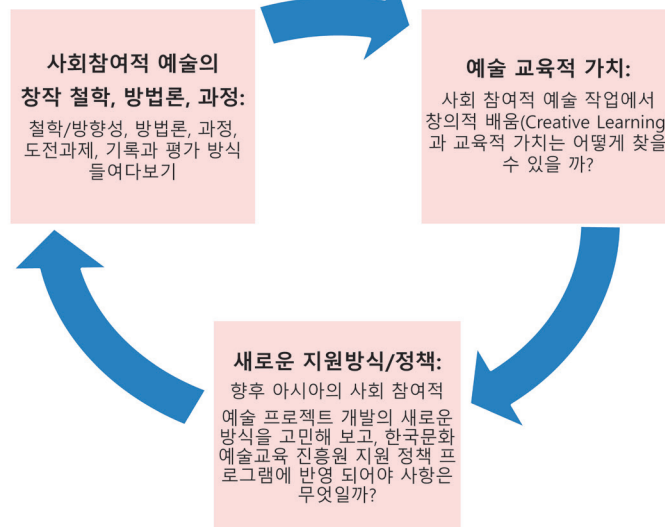 사회참여적 예술의
창작 철학, 방법론, 과정:
철학/방향성, 방법론, 과정,
도전과제, 기록과 평가 방식
들여다보기
예술 교육적 가치:
사회 참여적 예술 작업에서
창의적 배움(Creative Learning)
과 교육적 가치는 어떻게 찾을
수 있을 까?
새로운 지원방식/정책:
향후 아시아의 사회 참여적
예술 프로젝트 개발의 새로운
방식을 고민해 보고, 한국문화
예술교육 진흥원 지원 정책 프
로그램에 반영 되어야 사항은
무엇일까?